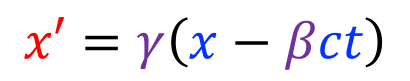 x′ = γ(x − βct)